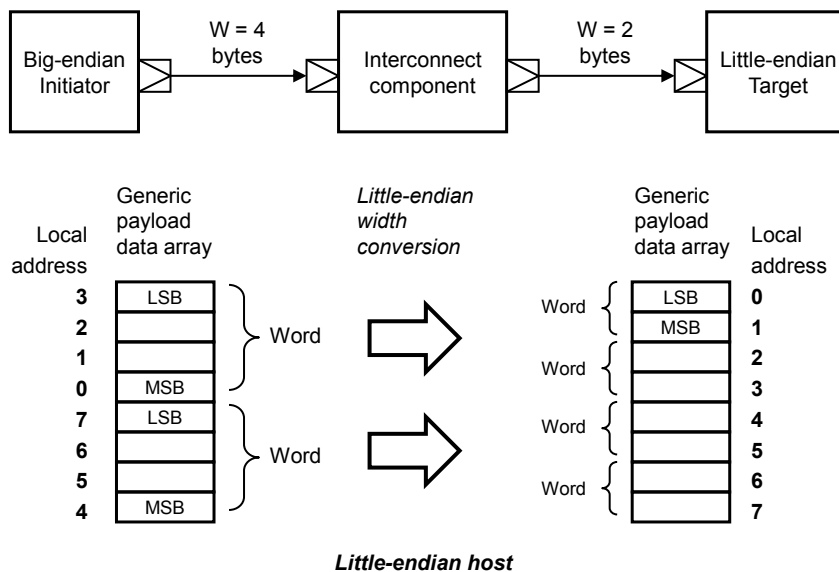 Big-endian
Initiator
W = 4
bytes
Interconnect
component
W = 2
bytes
Little-endian
Target
Local
address
Generic
payload
data array
Little-endian
width
conversion
Generic
payload
data array
Local
address
3
LSB
2
1
0
MSB
Word
7
LSB
6
5
4
MSB
Word
Word
LSB
0
MSB
1
Word
2
3
Word
4
5
Word
6
7
Little-endian host